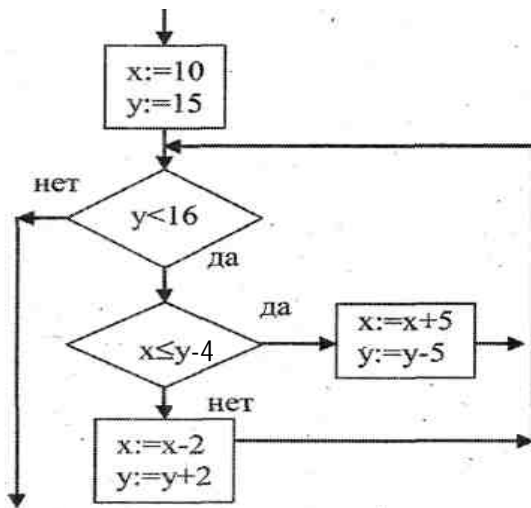 x:=10
y:=15
нет
y<16
да
да
x≤y-4
x:=x+5
y:=y-5
нет
x:=x-2
y:=y+2